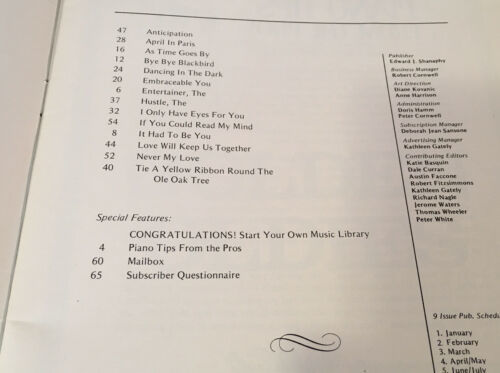 47 Anticipation
28 April In Paris
16 As Time Goes By
12 Bye Bye Blackbird
24 Dancing In The Dark
20 Embraceable You
6 Entertainer, The
37 Hustle, The
32 I Only Have Eyes For You
54 If You Could Read My Mind
8 It Had To Be You
44 Love Will Keep Us Together
52 Never My Love
40 Tie A Yellow Ribbon Round The
Ole Oak Tree
Special Features:
CONGRATULATIONS! Start Your Own Music Library
4 Piano Tips From the Pros
60 Mailbox
65 Subscriber Questionnaire
Publisher
Edward J. Shanaphy
Business Manager
Robert Cornwell
Art Direction
Diane Kovanic
Anne Harrison
Administration
Doris Hamm
Peter Cornwell
Subscription Manager
Deborah Jean Sansone
Advertising Manager
Kathleen Gately
Contributing Editors
Katie Basquin
Dale Curran
Austin Faccone
Robert Fitzsimmons
Kathleen Gately
Richard Nagle
Jerome Waters
Thomas Wheeler
Peter White
9 Issue Pub. Schedu
1. January
2. February
3. March
4. April/May
5. June/July